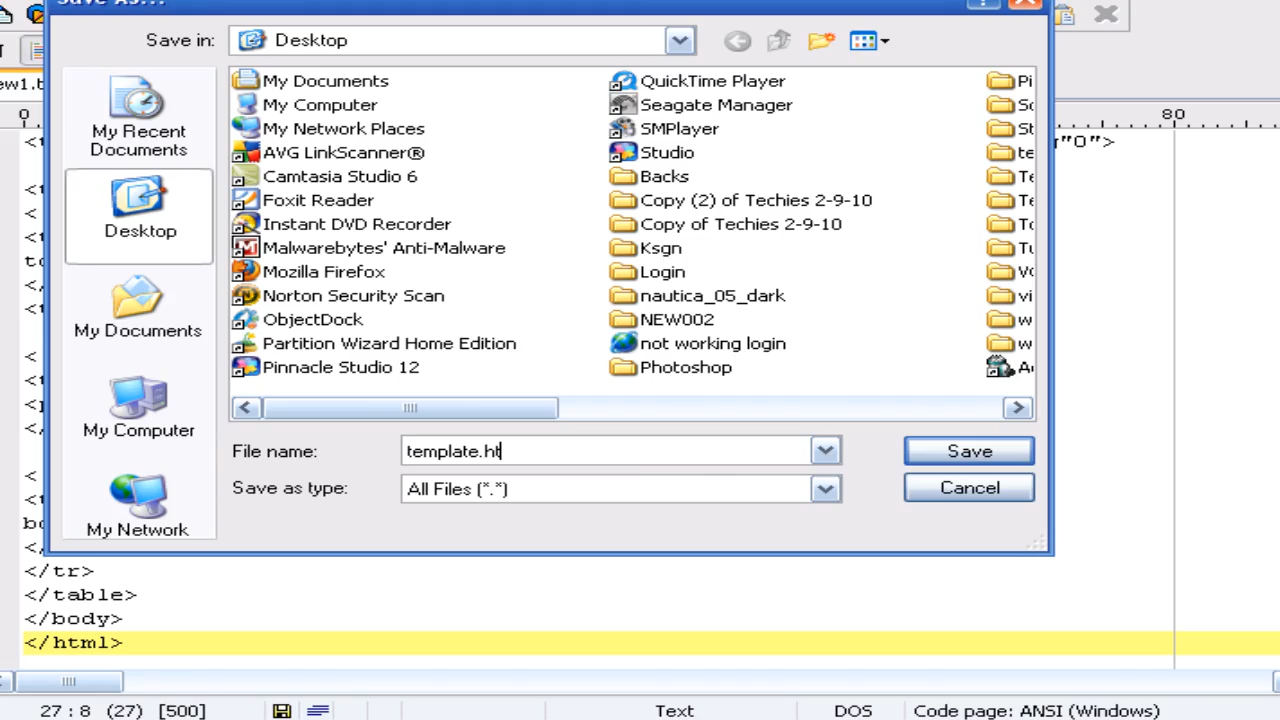 Save As...
Save in: Desktop
ew1.t
80
My Recent
Documents
Desktop
My Documents
My Computer
My Network
My Documents
My Computer
My Network Places
AVG LinkScanner®
Camtasia Studio 6
Foxit Reader
Instant DVD Recorder
Malwarebytes' Anti-Malware
Mozilla Firefox
Norton Security Scan
ObjectDock
Partition Wizard Home Edition
Pinnacle Studio 12
QuickTime Player
Seagate Manager
SMPlayer
Studio
Backs
Copy (2) of Techies 2-9-10
Copy of Techies 2-9-10
Ksgn
Login
nautica_05_dark
NEW002
not working login
Photoshop
File name: template.ht Save
Save as type: All Files (*.*) Cancel
</tr>
</table>
</body>
</html>
27 : 8 (27) [500] Text DOS Code page: ANSI (Windows)